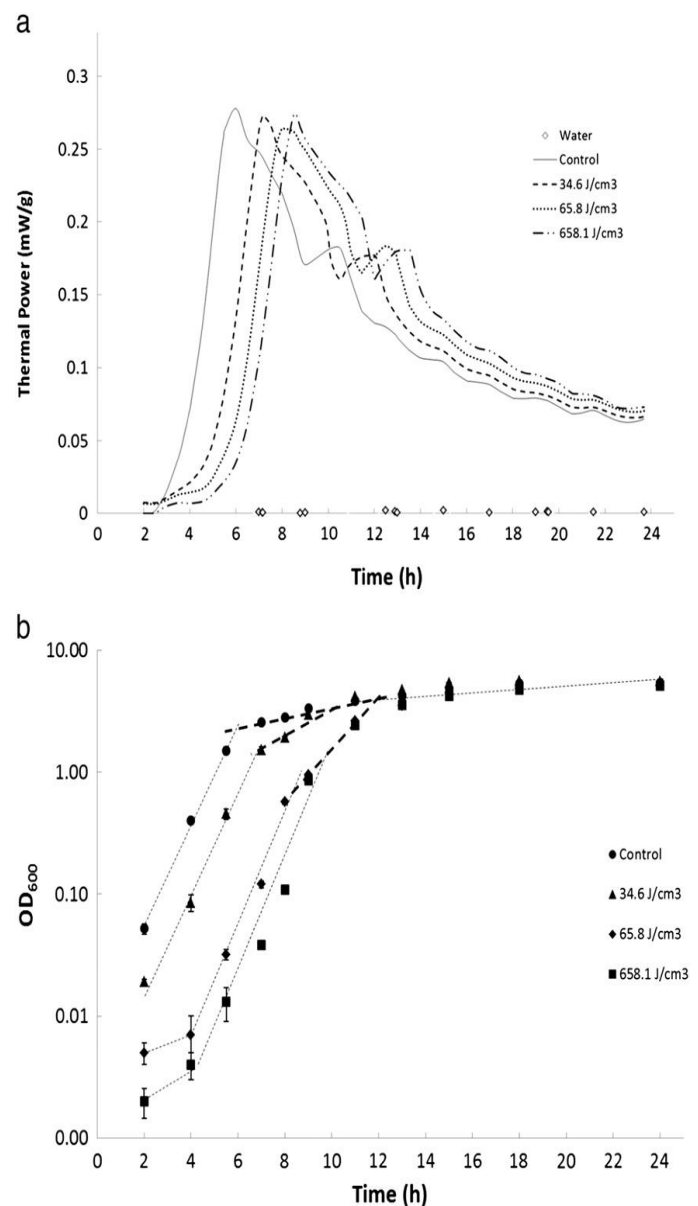 a
0.3
0.25
0.2
0.15
0.1
0.05
0
Thermal Power (mW/g)
Water
Control
34.6 J/cm3
65.8 J/cm3
658.1 J/cm3
0 2 4 6 8 10 12 14 16 18 20 22 24
Time (h)
b
10.00
1.00
0.10
0.01
0.00
OD600
Control
34.6 J/cm3
65.8 J/cm3
658.1 J/cm3
0 2 4 6 8 10 12 14 16 18 20 22 24
Time (h)